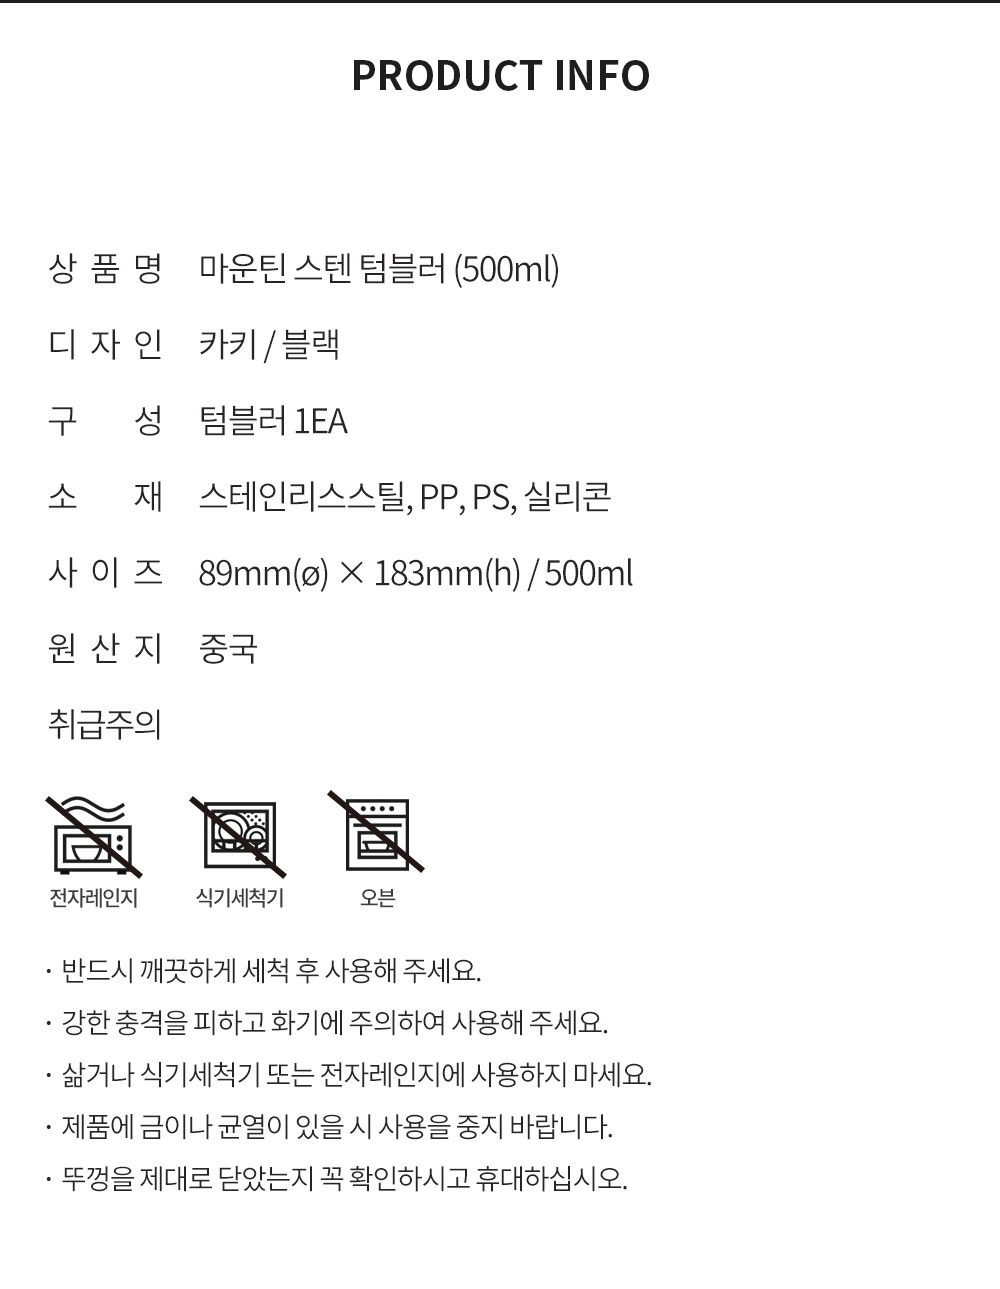 PRODUCT INFO
상품명 마운틴 스텐 텀블러 (500ml)
디자인 카키 / 블랙
구성 텀블러 1EA
소재 스테인리스스틸, PP, PS, 실리콘
사이즈 89mm(ø) × 183mm(h) / 500ml
원산지 중국
취급주의
전자레인지 식기세척기 오븐
· 반드시 깨끗하게 세척 후 사용해 주세요.
· 강한 충격을 피하고 화기에 주의하여 사용해 주세요.
· 삶거나 식기세척기 또는 전자레인지에 사용하지 마세요.
· 제품에 금이나 균열이 있을 시 사용을 중지 바랍니다.
· 뚜껑을 제대로 닫았는지 꼭 확인하시고 휴대하십시오.